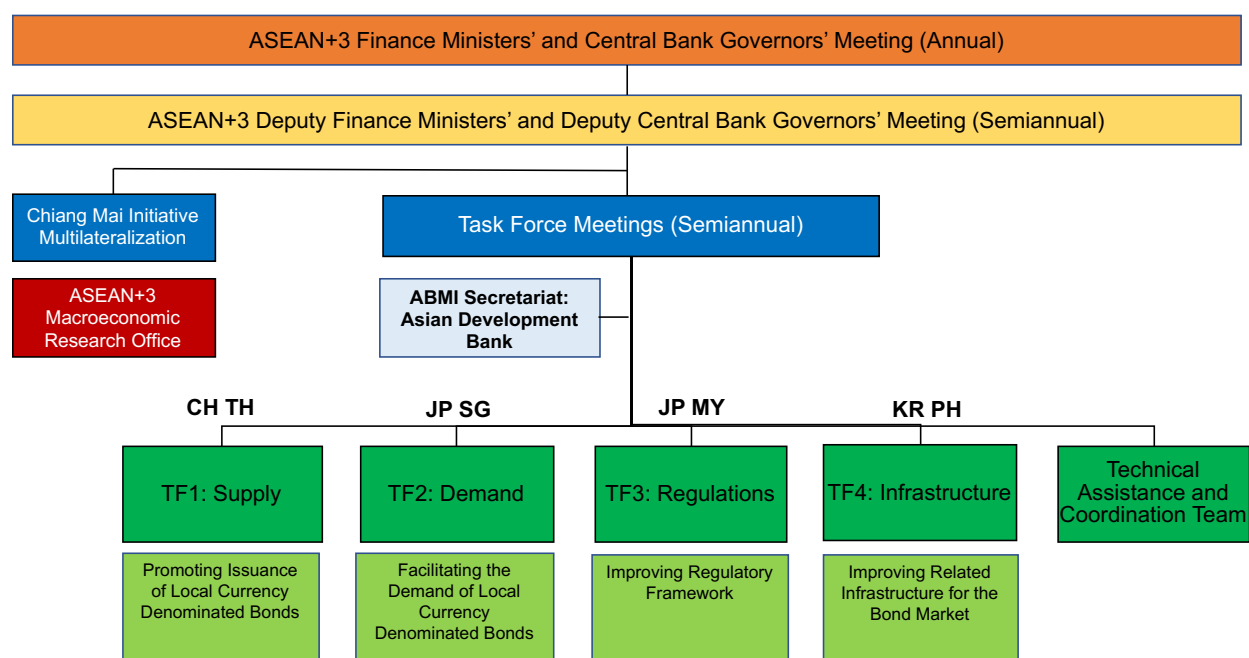 ASEAN+3 Finance Ministers’ and Central Bank Governors’ Meeting (Annual)
ASEAN+3 Deputy Finance Ministers’ and Deputy Central Bank Governors’ Meeting (Semiannual)
Chiang Mai Initiative
Multilateralization
Task Force Meetings (Semiannual)
ASEAN+3
Macroeconomic
Research Office
ABMI Secretariat:
Asian Development
Bank
CH TH
JP SG
JP MY
KR PH
TF1: Supply
TF2: Demand
TF3: Regulations
TF4: Infrastructure
Technical
Assistance and
Coordination Team
Promoting Issuance
of Local Currency
Denominated Bonds
Facilitating the
Demand of Local
Currency
Denominated Bonds
Improving Regulatory
Framework
Improving Related
Infrastructure for the
Bond Market